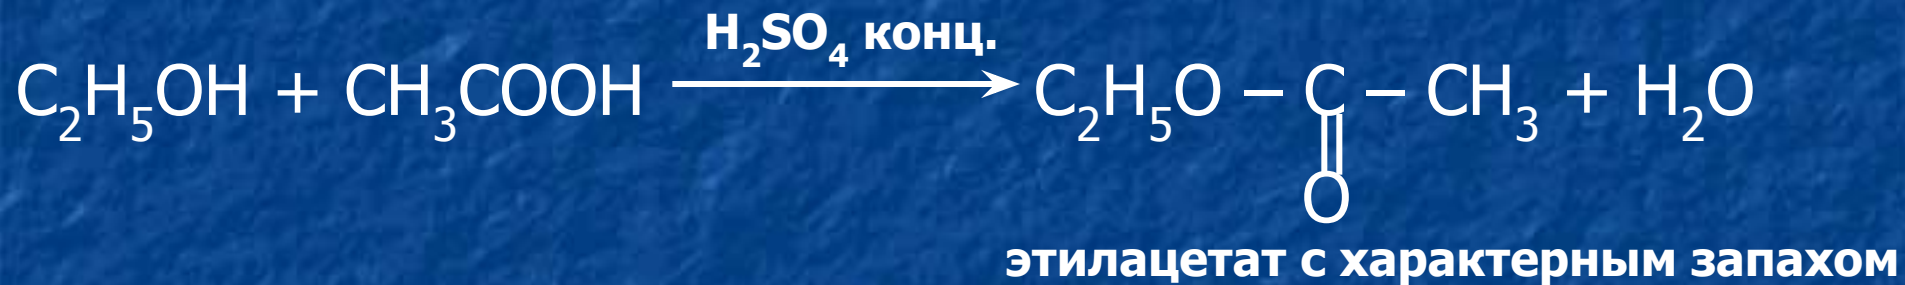 H₂SO₄ конц.
C₂H₅OH + CH₃COOH → C₂H₅O – C – CH₃ + H₂O
||
O
этилацетат с характерным запахом